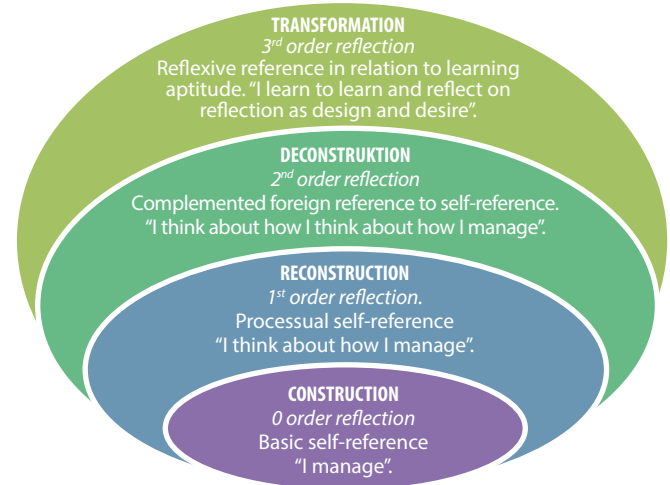 TRANSFORMATION
3rd order reflection
Reflexive reference in relation to learning
aptitude. “I learn to learn and reflect on
reflection as design and desire”.
DECONSTRUKTION
2nd order reflection
Complemented foreign reference to self-reference.
“I think about how I think about how I manage”.
RECONSTRUCTION
1st order reflection.
Processual self-reference
“I think about how I manage”.
CONSTRUCTION
0 order reflection
Basic self-reference
“I manage”.